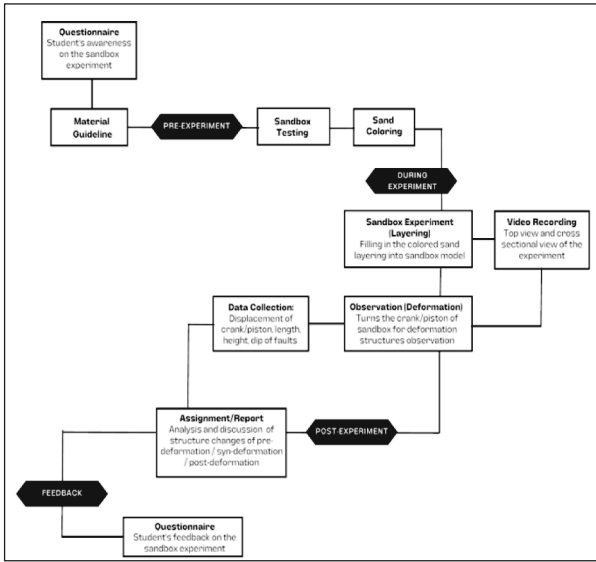 Questionnaire
Student's awareness
on the sandbox
experiment
Material
Guideline
PRE-EXPERIMENT
Sandbox
Testing
Sand
Coloring
DURING
EXPERIMENT
Sandbox Experiment
(Layering)
Filling in the colored sand
layering into sandbox model
Video Recording
Top view and cross
sectional view of the
experiment
Data Collection:
Displacement of
crank/piston, length,
height, dip of faults
Observation (Deformation)
Turns the crank/piston of
sandbox for deformation
structures observation
Assignment/Report
Analysis and discussion of
structure changes of pre-
deformation / syn-deformation
/ post-deformation
POST-EXPERIMENT
FEEDBACK
Questionnaire
Student's feedback on the
sandbox experiment